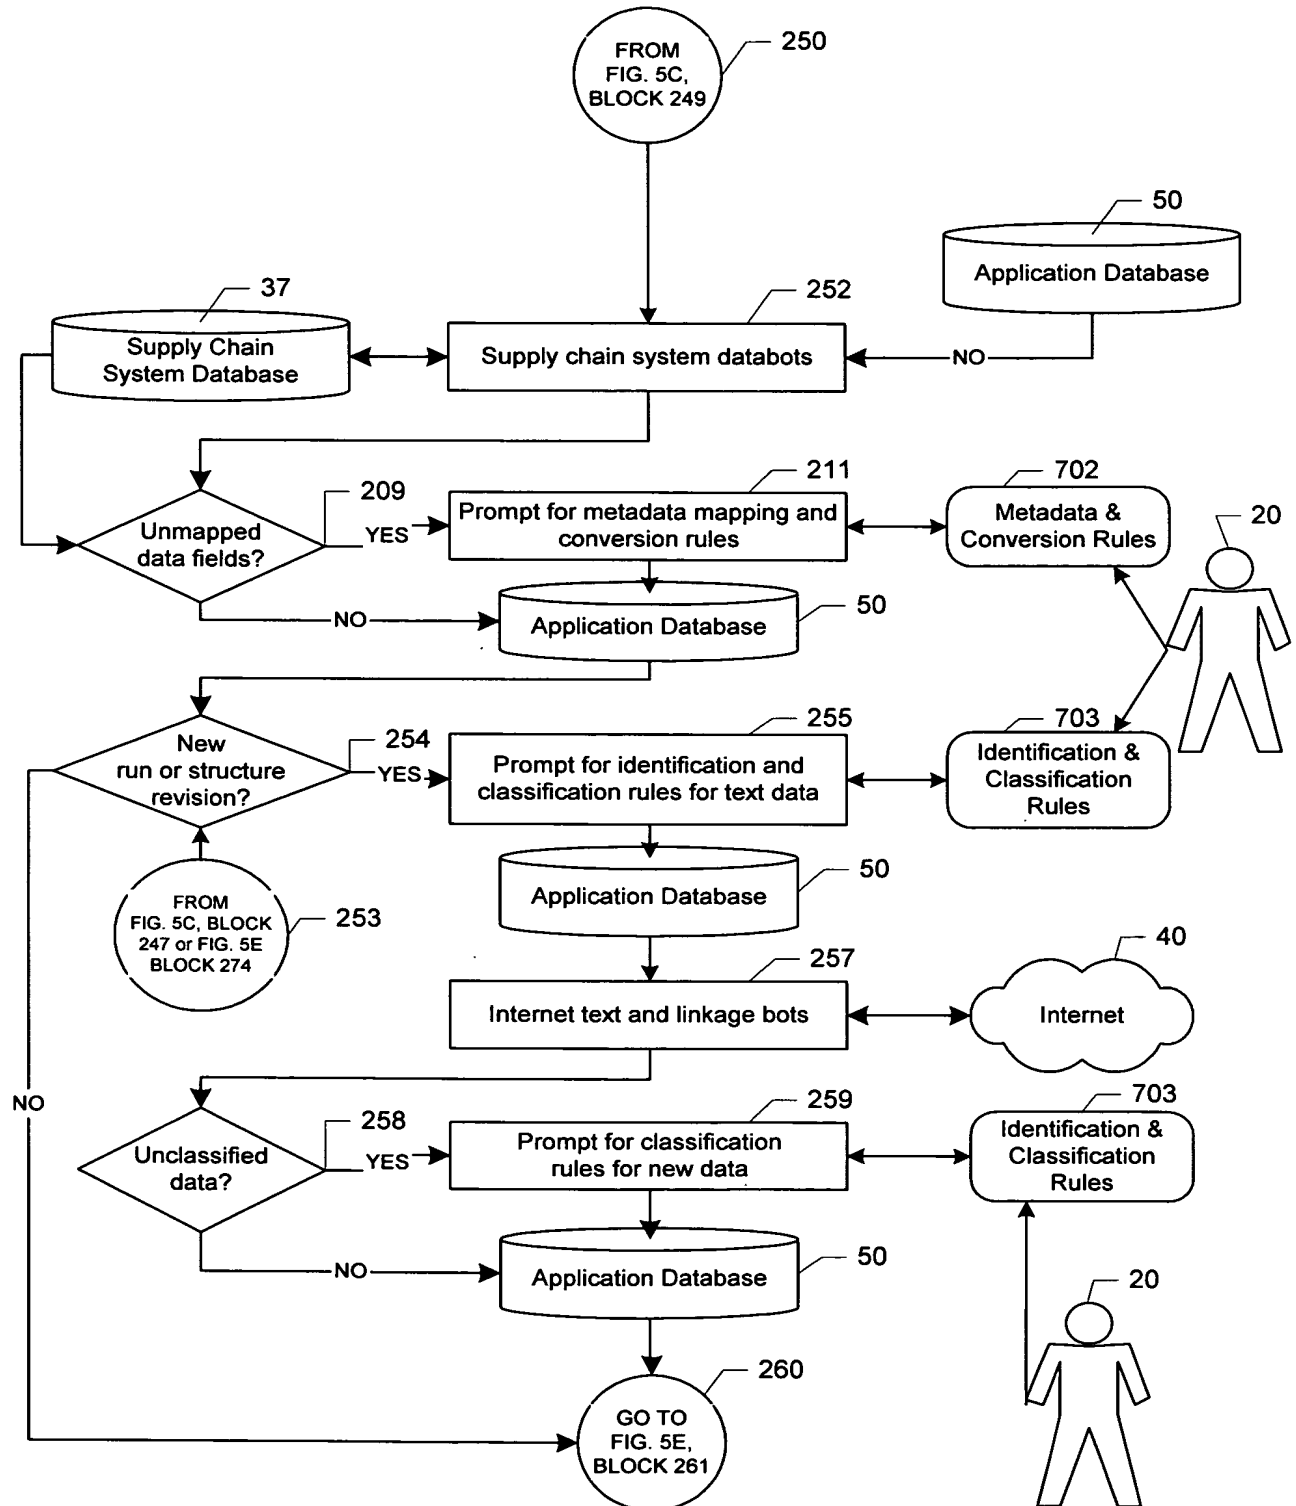 FROM
FIG. 5C,
BLOCK 249
250
50
Application Database
37
Supply Chain
System Database
252
Supply chain system databots
NO
209
Unmapped
data fields?
YES
211
Prompt for metadata mapping and
conversion rules
702
Metadata &
Conversion Rules
20
NO
Application Database
50
New
run or structure
revision?
254
YES
255
Prompt for identification and
classification rules for text data
703
Identification &
Classification
Rules
FROM
FIG. 5C, BLOCK
247 or FIG. 5E
BLOCK 274
253
Application Database
50
257
Internet text and linkage bots
40
Internet
NO
Unclassified
data?
258
YES
259
Prompt for classification
rules for new data
703
Identification &
Classification
Rules
NO
Application Database
50
20
GO TO
FIG. 5E,
BLOCK 261
260